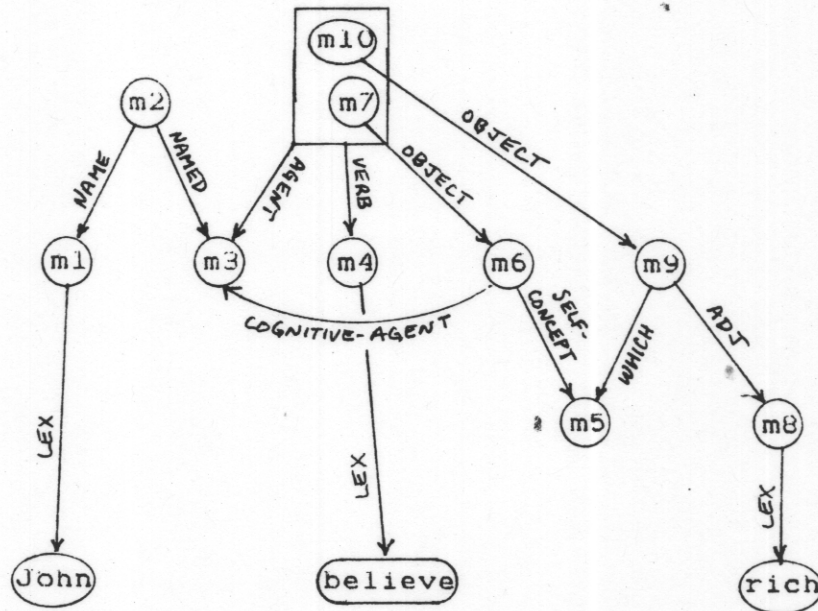 m10
m2
m7
OBJECT
NAME
NAMED
AGENT
VERB
OBJECT
m1
m3
m4
m6
m9
COGNITIVE-AGENT
SELF-
CONCEPT
WHICH
ADJ
m5
m8
LEX
LEX
LEX
John
believe
rich